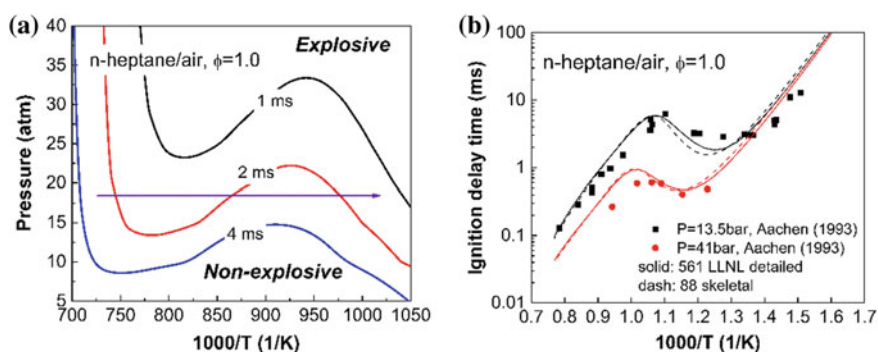 (a)
40
35
30
25
20
15
10
5
Pressure (atm)
n-heptane/air, ϕ=1.0
Explosive
1 ms
2 ms
4 ms
Non-explosive
700 750 800 850 900 950 1000 1050
1000/T (1/K)
(b)
100
10
1
0.1
0.01
Ignition delay time (ms)
n-heptane/air, ϕ=1.0
P=13.5bar, Aachen (1993)
P=41bar, Aachen (1993)
solid: 561 LLNL detailed
dash: 88 skeletal
0.7 0.8 0.9 1.0 1.1 1.2 1.3 1.4 1.5 1.6 1.7
1000/T (1/K)